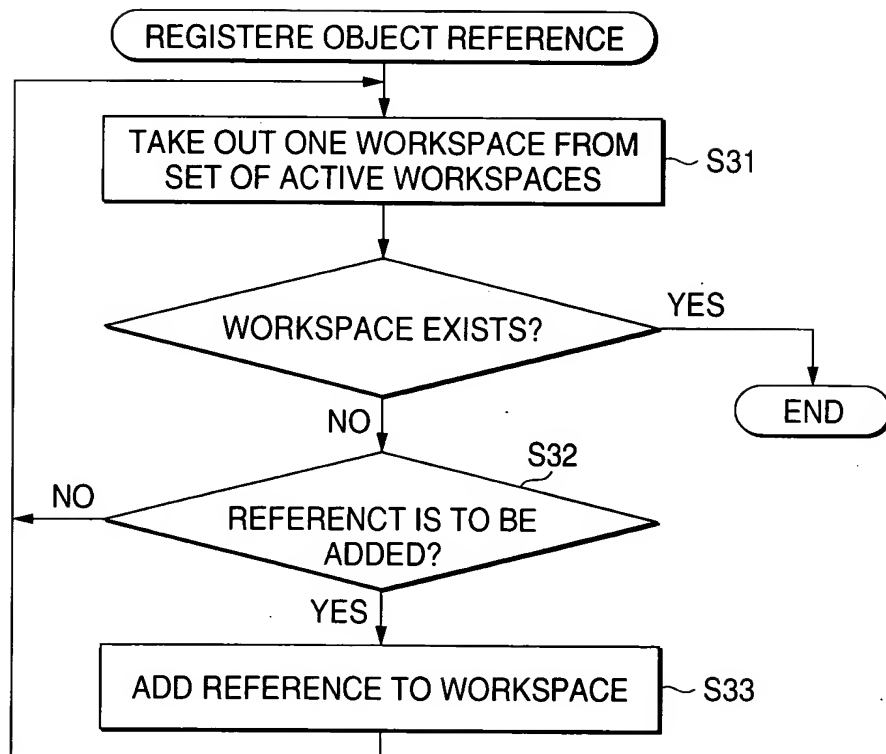 REGISTERE OBJECT REFERENCE
TAKE OUT ONE WORKSPACE FROM
SET OF ACTIVE WORKSPACES
S31
WORKSPACE EXISTS?
YES
END
NO
S32
NO
REFERENCT IS TO BE
ADDED?
YES
ADD REFERENCE TO WORKSPACE
S33